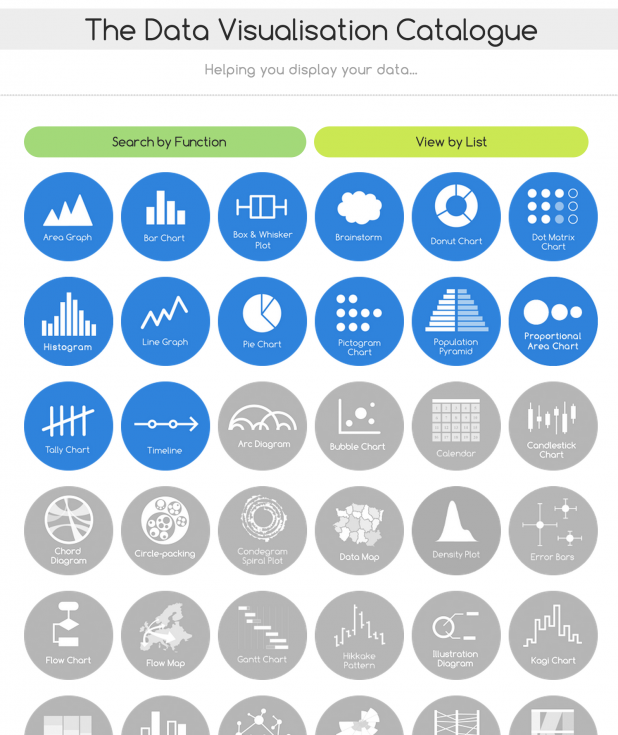 The Data Visualisation Catalogue
Helping you display your data...
Search by Function
View by List
Area Graph
Bar Chart
Box & Whisker
Plot
Brainstorm
Donut Chart
Dot Matrix
Chart
Histogram
Line Graph
Pie Chart
Pictogram
Chart
Population
Pyramid
Proportional
Area Chart
Tally Chart
Timeline
Arc Diagram
Bubble Chart
Calendar
Candlestick
Chart
Chord
Diagram
Circle-packing
Condegram
Spiral Plot
Data Map
Density Plot
Error Bars
Flow Chart
Flow Map
Gantt Chart
Hikkake
Pattern
Illustration
Diagram
Kagi Chart